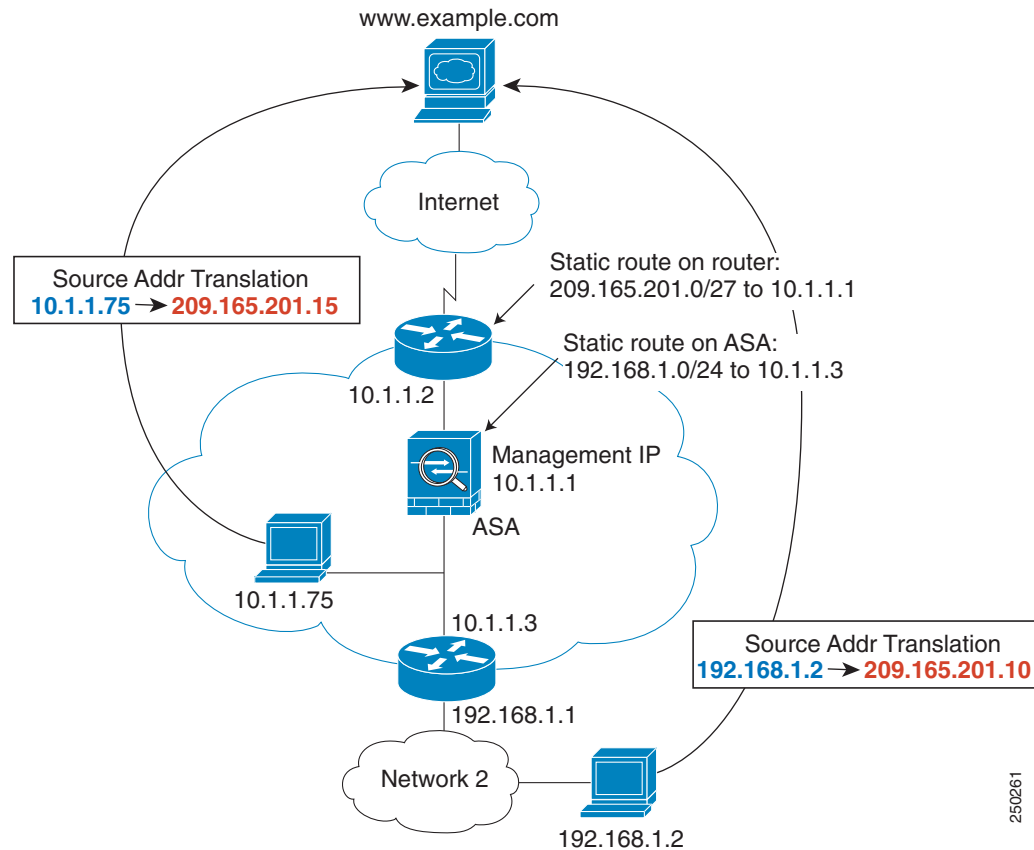 www.example.com
Internet
Source Addr Translation
10.1.1.75 209.165.201.15
Static route on router:
209.165.201.0/27 to 10.1.1.1
Static route on ASA:
192.168.1.0/24 to 10.1.1.3
10.1.1.2
Management IP
10.1.1.1
ASA
10.1.1.75
10.1.1.3
Source Addr Translation
192.168.1.2 209.165.201.10
192.168.1.1
Network 2
192.168.1.2
250261